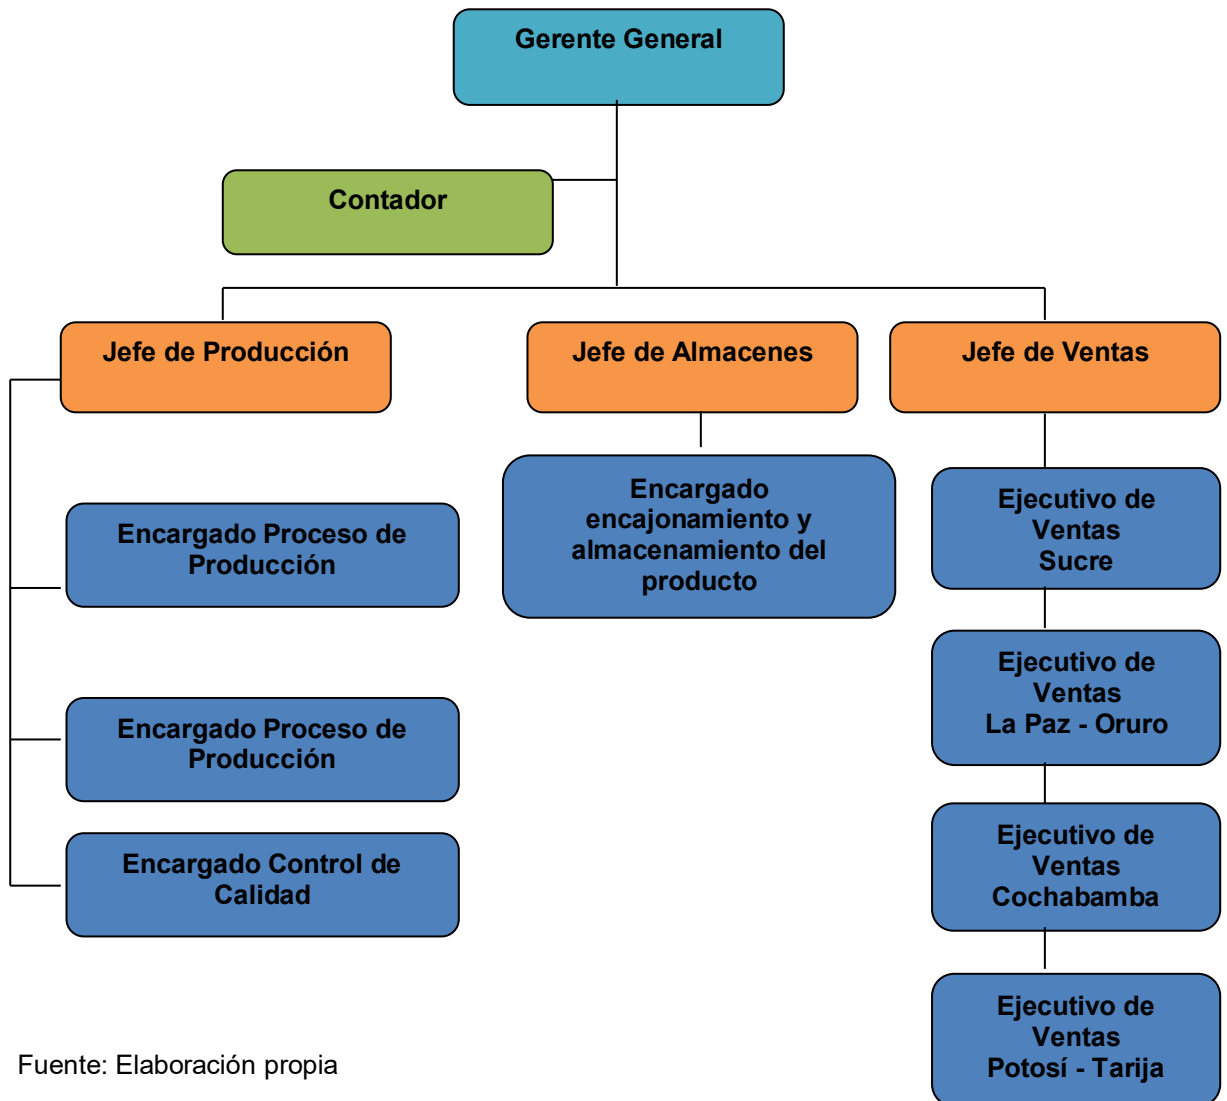 Gerente General
Contador
Jefe de Producción
Jefe de Almacenes
Jefe de Ventas
Encargado Proceso de
Producción
Encargado Proceso de
Producción
Encargado Control de
Calidad
Encargado
encajonamiento y
almacenamiento del
producto
Ejecutivo de
Ventas
Sucre
Ejecutivo de
Ventas
La Paz - Oruro
Ejecutivo de
Ventas
Cochabamba
Ejecutivo de
Ventas
Potosí - Tarija
Fuente: Elaboración propia